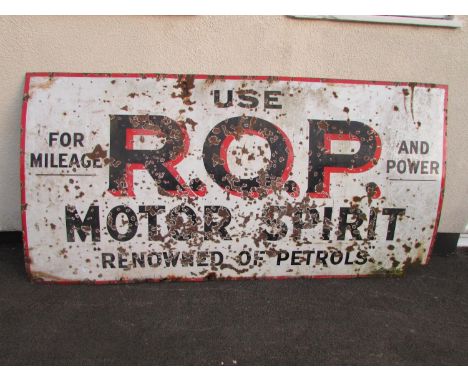 USE
FOR
MILEAGE
R.O.P.
AND
POWER
MOTOR SPIRIT
RENOWNED OF PETROLS